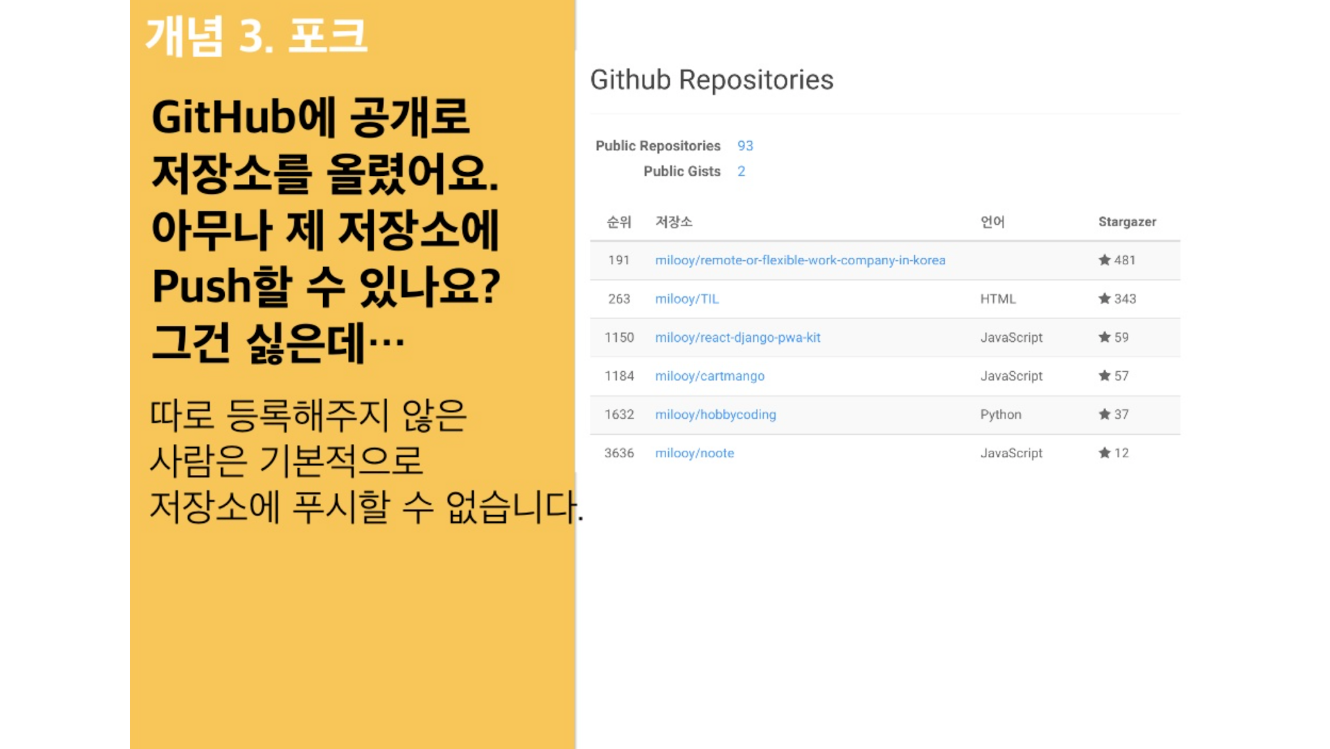 개념 3. 포크
GitHub에 공개로
저장소를 올렸어요.
아무나 제 저장소에
Push할 수 있나요?
그건 싫은데…
따로 등록해주지 않은
사람은 기본적으로
저장소에 푸시할 수 없습니다.
Github Repositories
Public Repositories 93
Public Gists 2
순위 저장소 언어 Stargazer
191 milooy/remote-or-flexible-work-company-in-korea ★ 481
263 milooy/TIL HTML ★ 343
1150 milooy/react-django-pwa-kit JavaScript ★ 59
1184 milooy/cartmango JavaScript ★ 57
1632 milooy/hobbycoding Python ★ 37
3636 milooy/noote JavaScript ★ 12